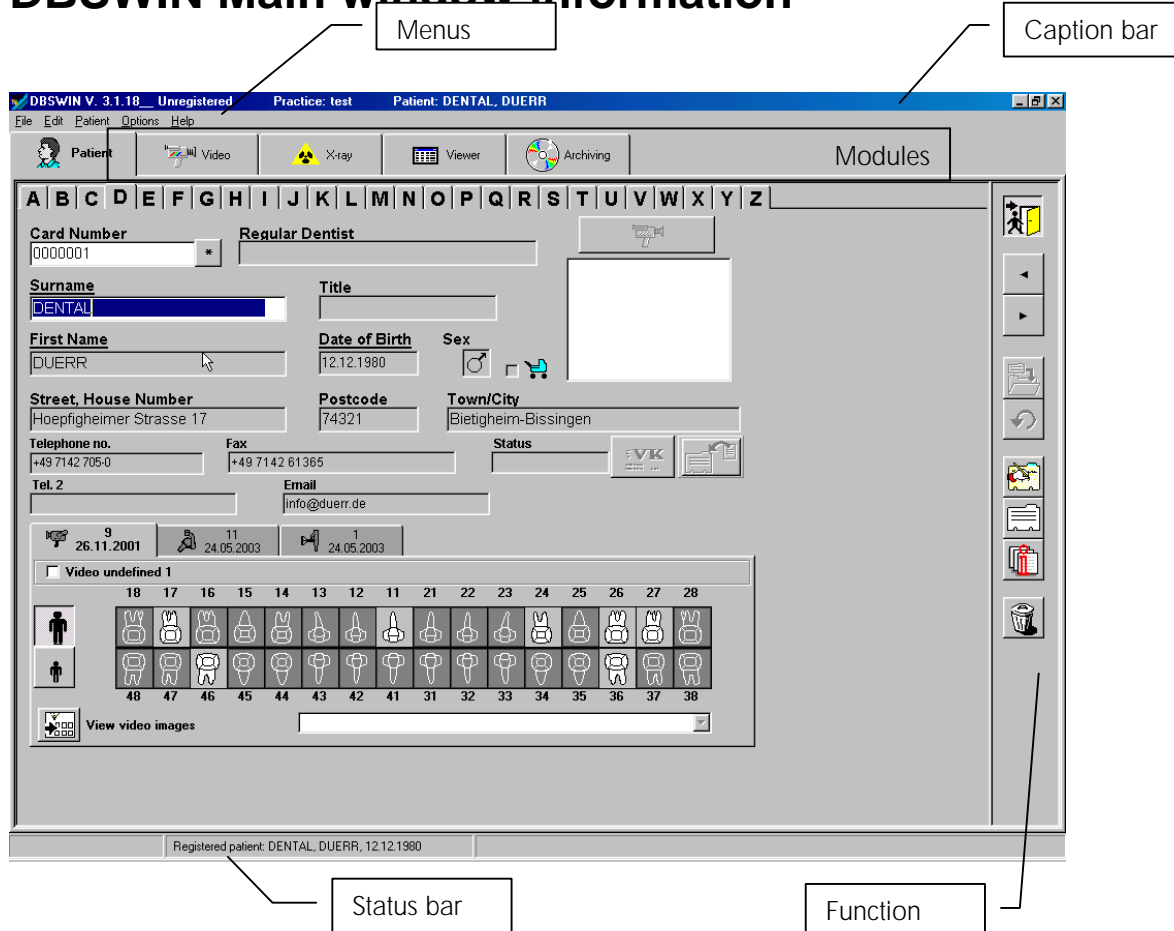 DBSWIN Main window information
Menus
Caption bar
DBSWIN V. 3.1.18__ Unregistered Practice: test Patient: DENTAL, DUERR
File Edit Patient Options Help
Patient Video X-ray Viewer Archiving Modules
A B C D E F G H I J K L M N O P Q R S T U V W X Y Z
Card Number Regular Dentist
0000001 *
Surname Title
DENTAL
First Name Date of Birth Sex
DUERR 12.12.1980
Street, House Number Postcode Town/City
Hoepfigheimer Strasse 17 74321 Bietigheim-Bissingen
Telephone no. Fax Status
+49 7142 705-0 +49 7142 61365 VK
Tel. 2 Email
info@duerr.de
9 11 1
26.11.2001 24.05.2003 24.05.2003
Video undefined 1
18 17 16 15 14 13 12 11 21 22 23 24 25 26 27 28
48 47 46 45 44 43 42 41 31 32 33 34 35 36 37 38
View video images
Registered patient: DENTAL, DUERR, 12.12.1980
Status bar
Function